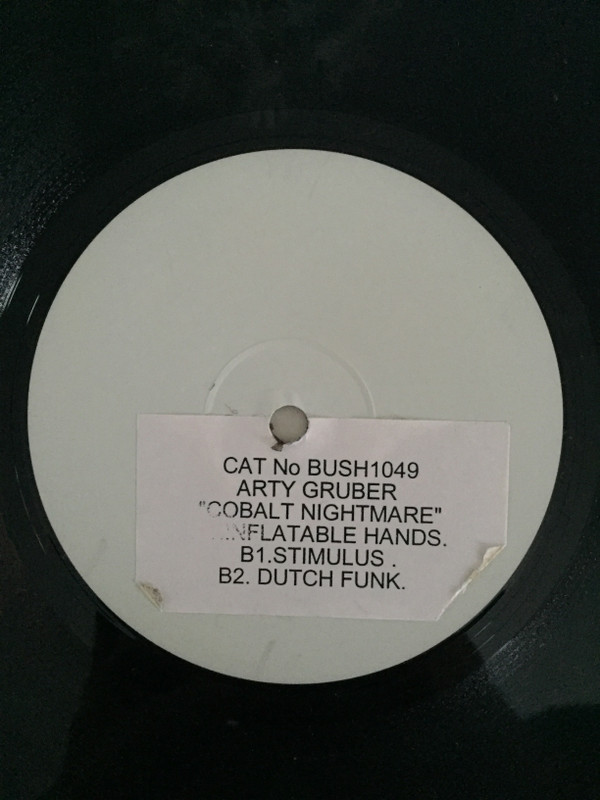 CAT No BUSH1049
ARTY GRUBER
"COBALT NIGHTMARE"
INFLATABLE HANDS.
B1.STIMULUS .
B2. DUTCH FUNK.